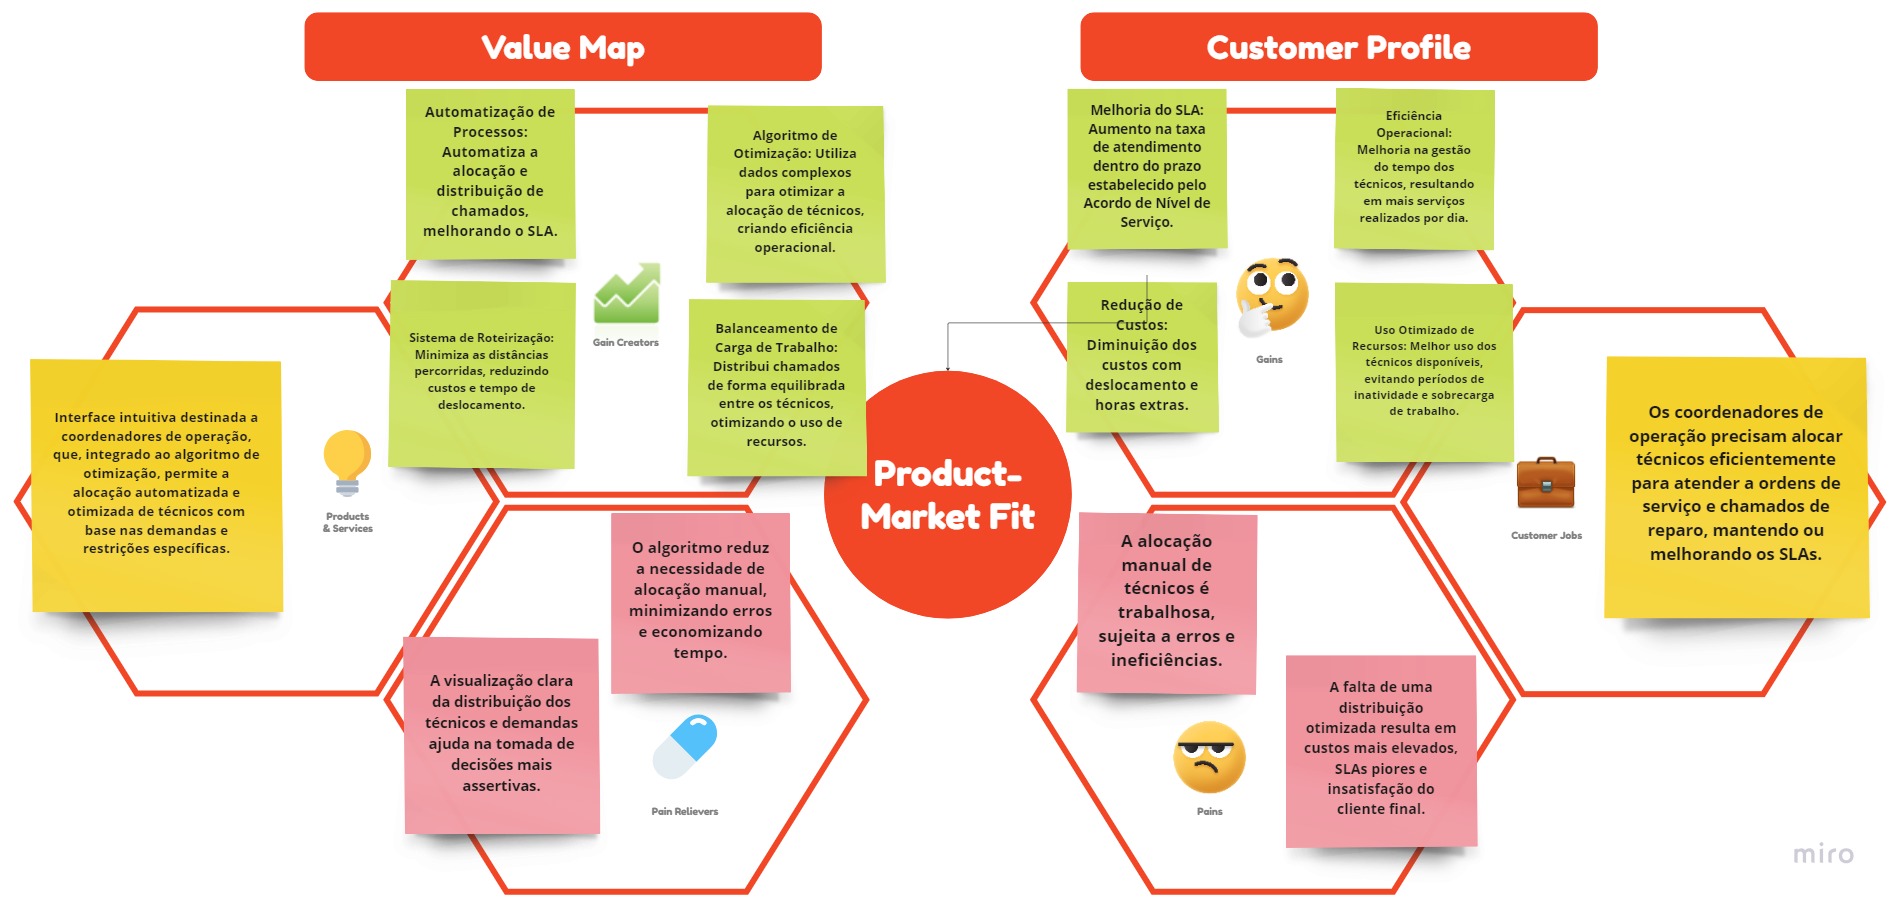 Value Map
Automatização de
Processos:
Automatiza a
alocação e
distribuição de
chamados,
melhorando o SLA.
Algoritmo de
Otimização: Utiliza
dados complexos
para otimizar a
alocação de técnicos,
criando eficiência
operacional.
Sistema de Roteirização:
Minimiza as distâncias
percorridas, reduzindo
custos e tempo de
deslocamento.
Gain Creators
Balanceamento de
Carga de Trabalho:
Distribui chamados
de forma equilibrada
entre os técnicos,
otimizando o uso de
recursos.
Interface intuitiva destinada a
coordenadores de operação,
que, integrado ao algoritmo de
otimização, permite a
alocação automatizada e
otimizada de técnicos com
base nas demandas e
restrições específicas.
Products
& Services
O algoritmo reduz
a necessidade de
alocação manual,
minimizando erros
e economizando
tempo.
A visualização clara
da distribuição dos
técnicos e demandas
ajuda na tomada de
decisões mais
assertivas.
Pain Relievers
Product-
Market Fit
Customer Profile
Melhoria do SLA:
Aumento na taxa
de atendimento
dentro do prazo
estabelecido pelo
Acordo de Nível de
Serviço.
Eficiência
Operacional:
Melhoria na gestão
do tempo dos
técnicos, resultando
em mais serviços
realizados por dia.
Redução de
Custos:
Diminuição dos
custos com
deslocamento e
horas extras.
Gains
Uso Otimizado de
Recursos: Melhor uso dos
técnicos disponíveis,
evitando períodos de
inatividade e sobrecarga
de trabalho.
Customer Jobs
Os coordenadores de
operação precisam alocar
técnicos eficientemente
para atender a ordens de
serviço e chamados de
reparo, mantendo ou
melhorando os SLAs.
A alocação
manual de
técnicos é
trabalhosa,
sujeita a erros e
ineficiências.
Pains
A falta de uma
distribuição
otimizada resulta em
custos mais elevados,
SLAs piores e
insatisfação do
cliente final.
miro